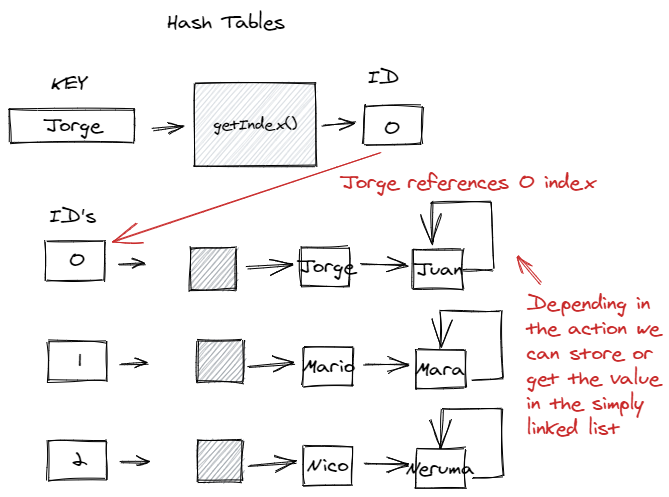 Hash Tables
KEY
ID
Jorge
getIndex()
0
Jorge references 0 index
ID's
0
Jorge
Juan
Depending in
the action we
can store or
get the value
in the simply
linked list
1
Mario
Mara
2
Nico
Neruma